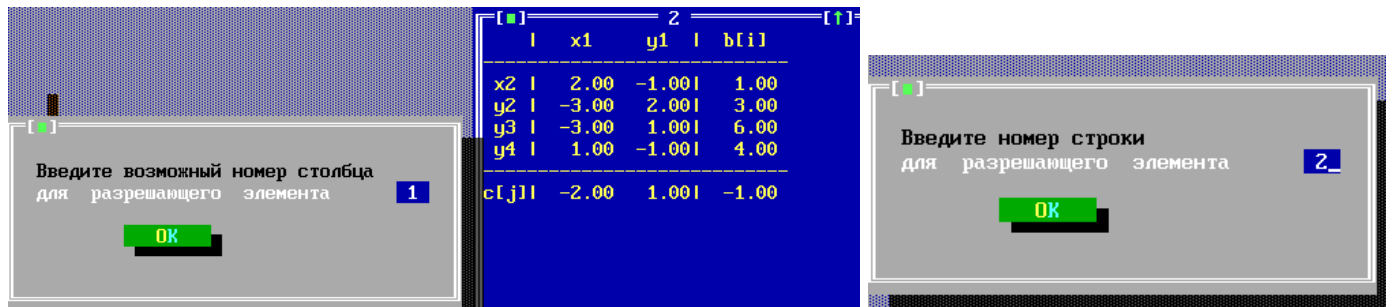 [■]
Введите возможный номер столбца
для разрешающего элемента 1
OK
[■] 2 [↑]
| x1 y1 | b[i]
x2 | 2.00 -1.00| 1.00
y2 | -3.00 2.00| 3.00
y3 | -3.00 1.00| 6.00
y4 | 1.00 -1.00| 4.00
c[j]| -2.00 1.00| -1.00
[■]
Введите номер строки
для разрешающего элемента 2_
OK